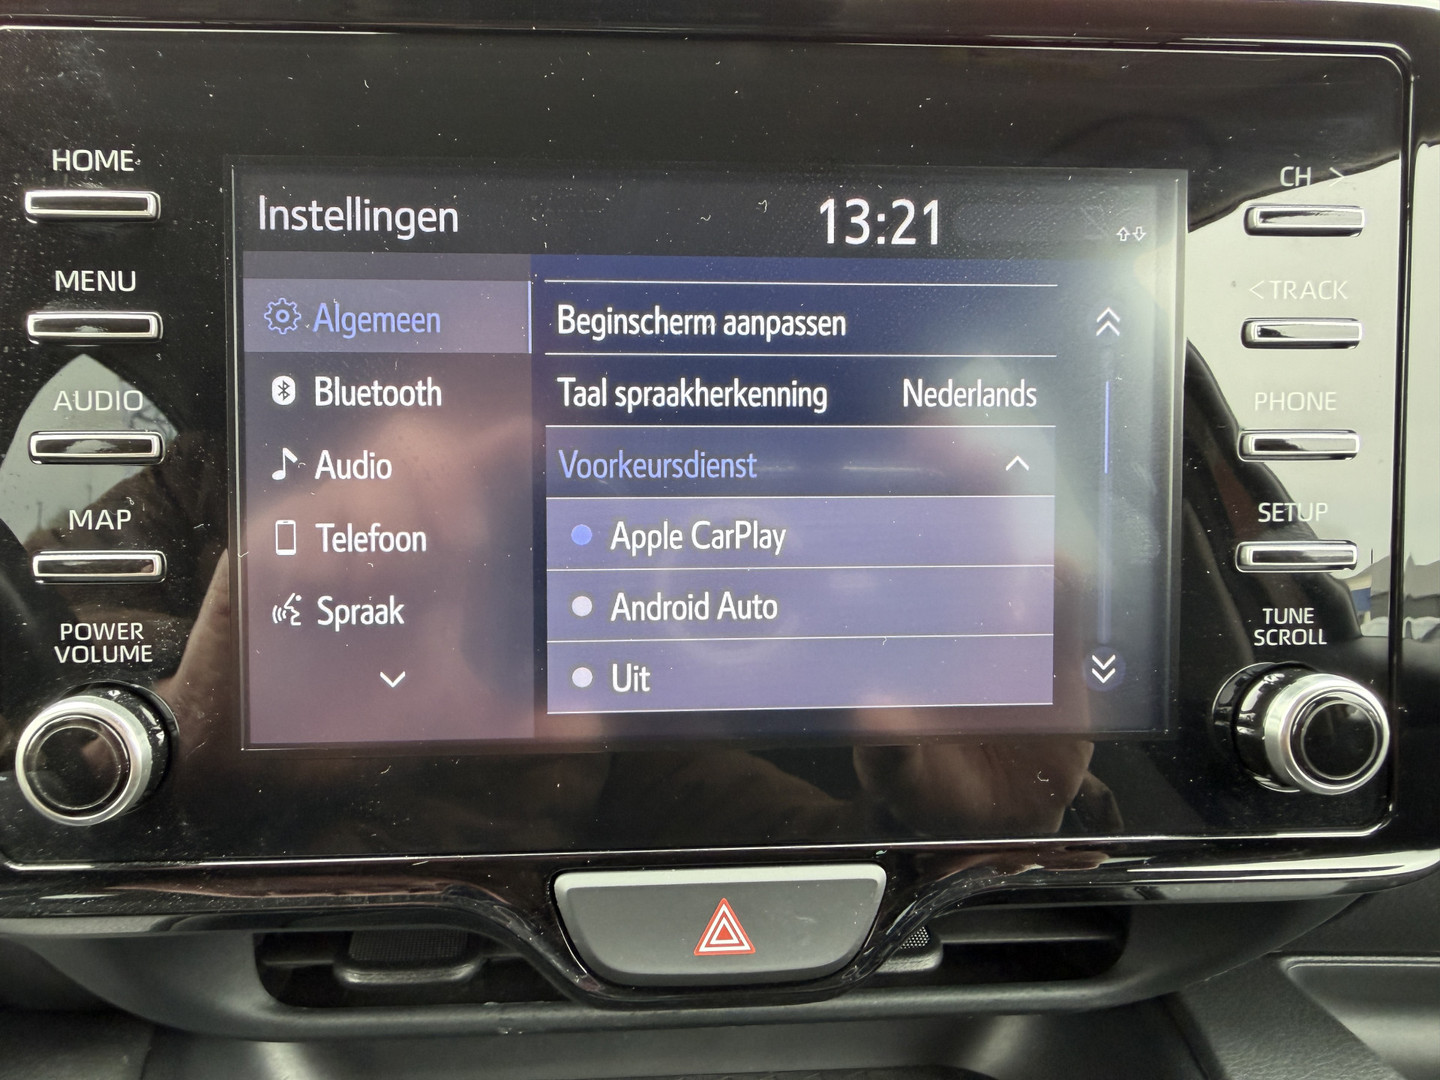 HOME
MENU
AUDIO
MAP
POWER
VOLUME
Instellingen
13:21
Algemeen
Bluetooth
Audio
Telefoon
Spraak
Beginscherm aanpassen
Taal spraakherkenning Nederlands
Voorkeursdienst
Apple CarPlay
Android Auto
Uit
CH >
< TRACK
PHONE
SETUP
TUNE
SCROLL